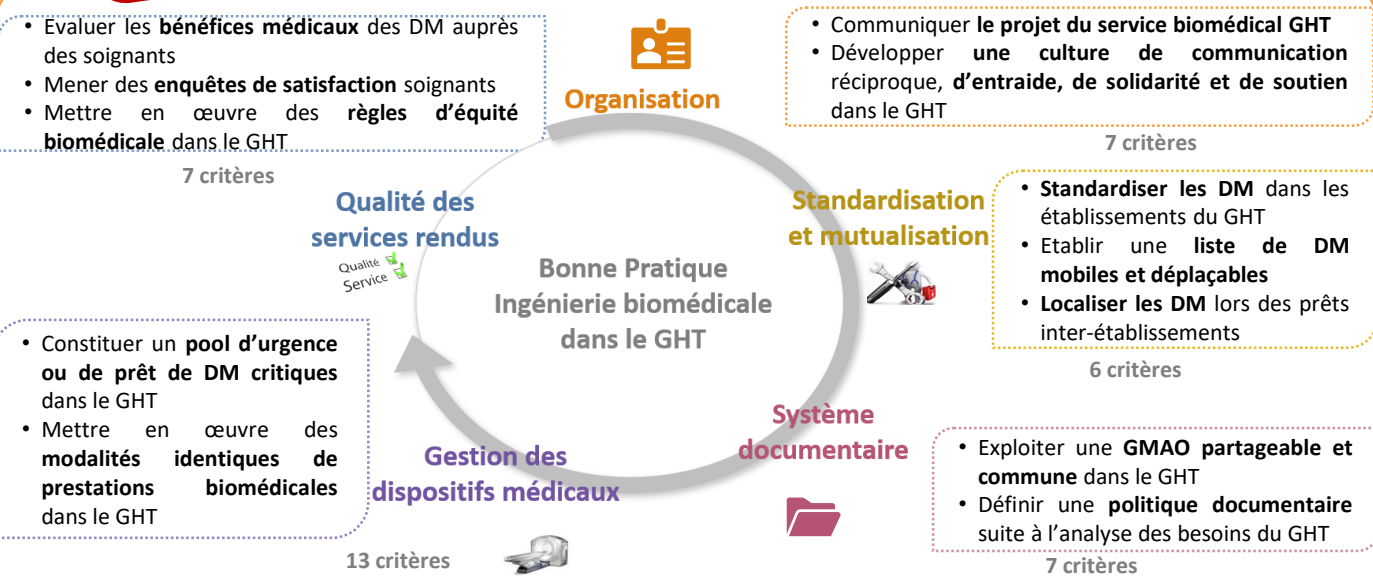 • Evaluer les bénéfices médicaux des DM auprès
des soignants
• Mener des enquêtes de satisfaction soignants
• Mettre en œuvre des règles d'équité
biomédicale dans le GHT
7 critères
Organisation
• Communiquer le projet du service biomédical GHT
• Développer une culture de communication
réciproque, d'entraide, de solidarité et de soutien
dans le GHT
7 critères
Standardisation
et mutualisation
• Standardiser les DM dans les
établissements du GHT
• Etablir une liste de DM
mobiles et déplaçables
• Localiser les DM lors des prêts
inter-établissements
6 critères
Qualité des
services rendus
Qualité
Service
Bonne Pratique
Ingénierie biomédicale
dans le GHT
• Constituer un pool d'urgence
ou de prêt de DM critiques
dans le GHT
• Mettre en œuvre des
modalités identiques de
prestations biomédicales
dans le GHT
Gestion des
dispositifs médicaux
13 critères
Système
documentaire
• Exploiter une GMAO partageable et
commune dans le GHT
• Définir une politique documentaire
suite à l'analyse des besoins du GHT
7 critères